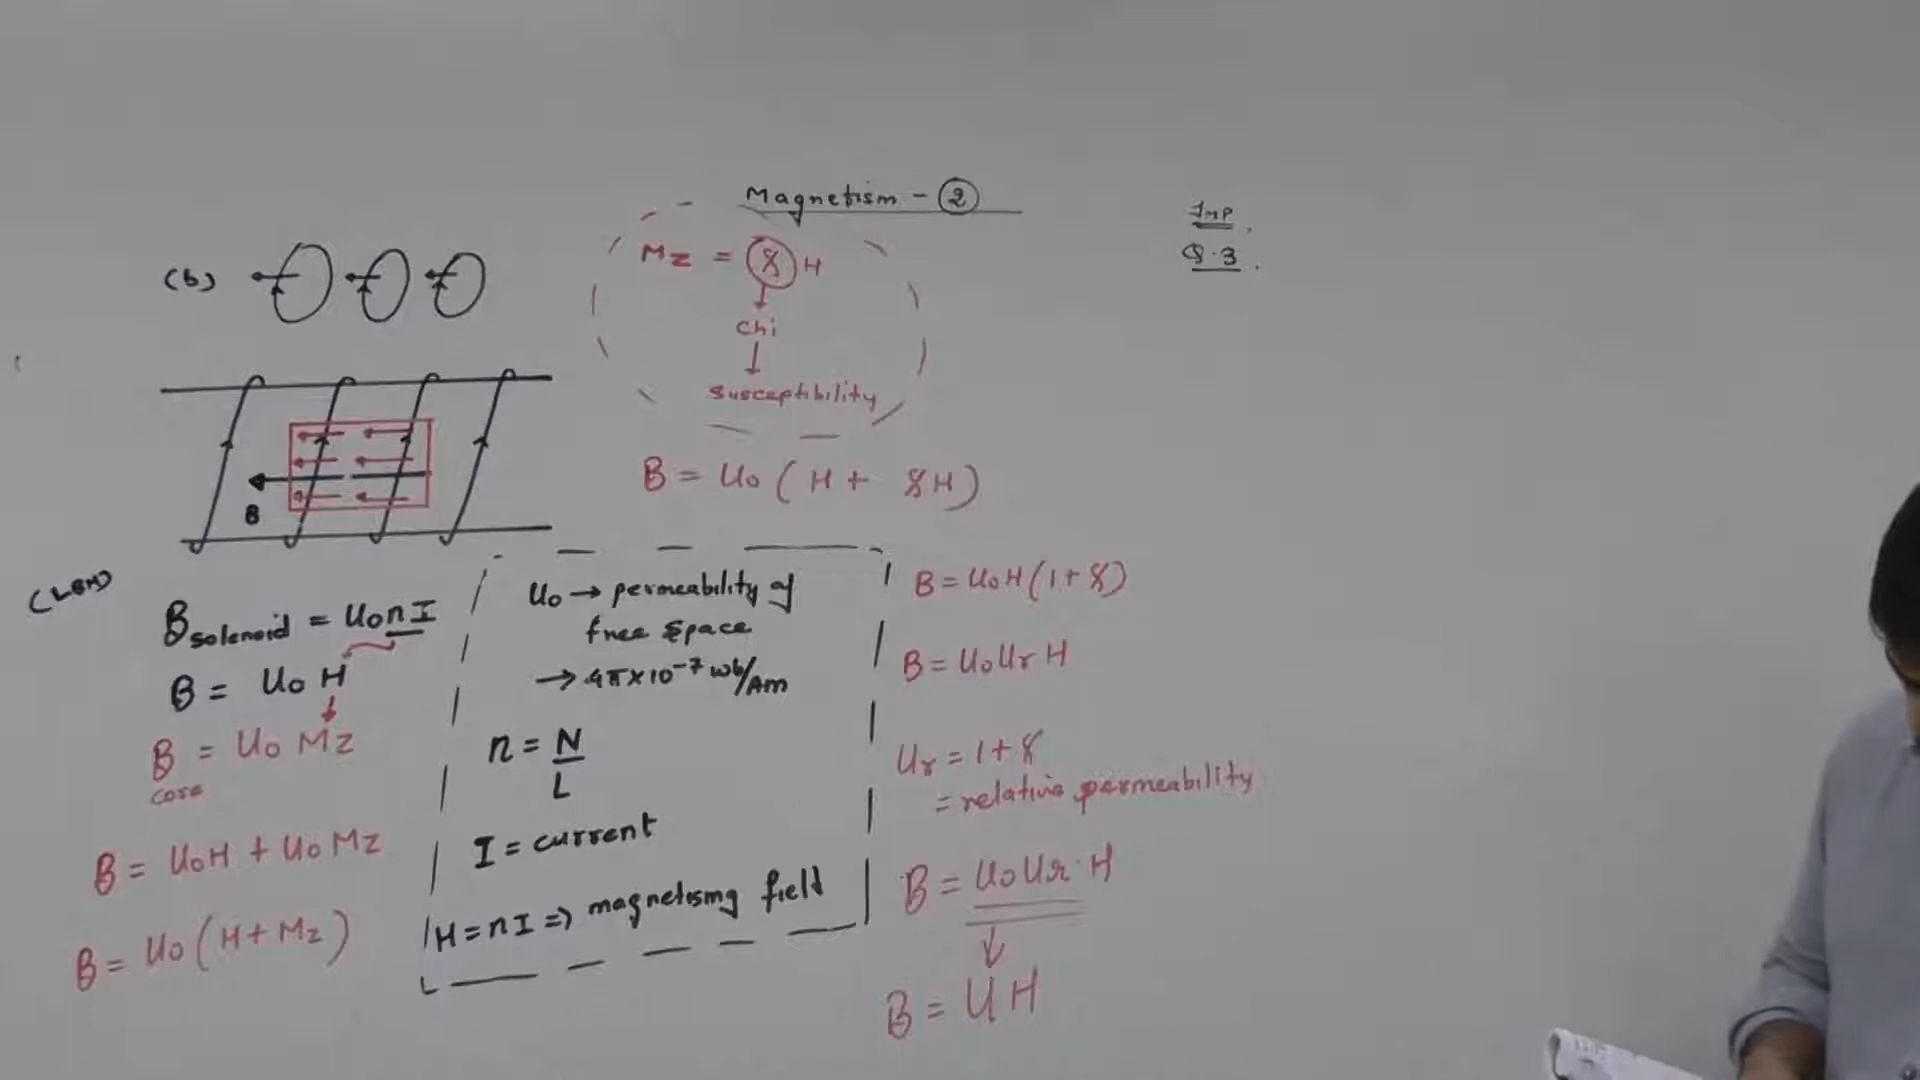 Magnetism - 2
Imp.
Q.3.
(b)
Mz = χ H
Chi
Susceptibility
B
B = u0 ( H + χH )
Bsolenoid = u0nI
B = u0 H
B = u0 Mz
core
B = u0H + u0 Mz
B = u0 ( H + Mz )
u0 → permeability of
free space
→ 4π×10⁻⁷ wb/Am
n = N/L
I = current
H = nI => magnetising field
B = u0H (1 + χ)
B = u0ur H
ur = 1 + χ
= relative permeability
B = u0ur. H
B = u H